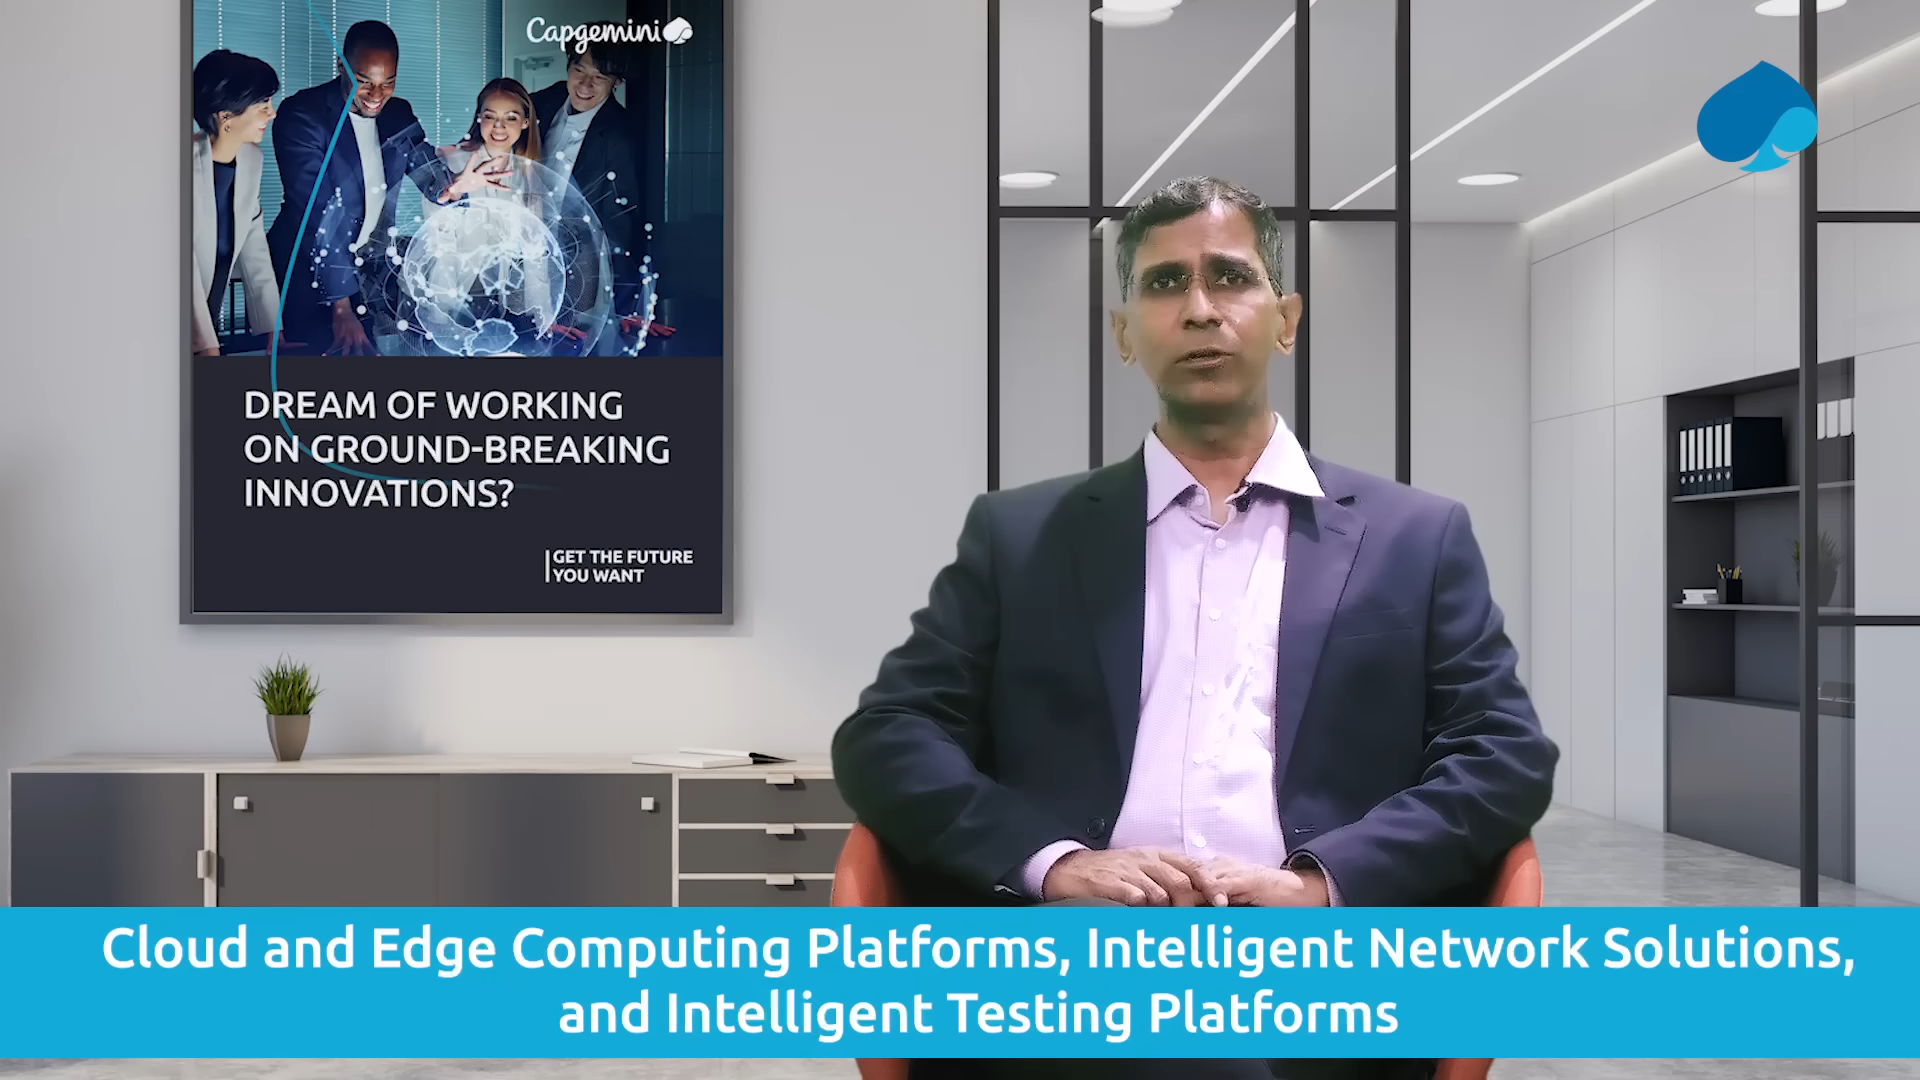 Capgemini
DREAM OF WORKING
ON GROUND-BREAKING
INNOVATIONS?
GET THE FUTURE
YOU WANT
Cloud and Edge Computing Platforms, Intelligent Network Solutions,
and Intelligent Testing Platforms